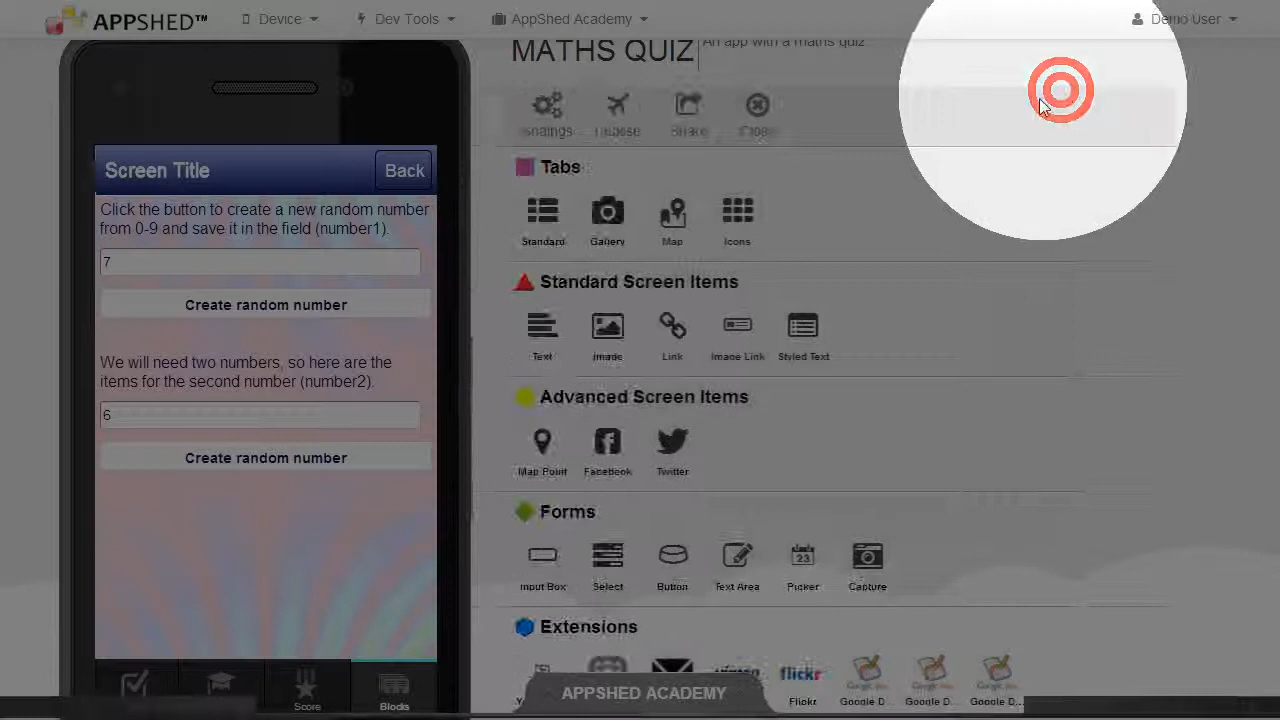 APPSHED™ Device Dev Tools AppShed Academy Demo User
MATHS QUIZ An app with a maths quiz
Share Close
Screen Title Back
Click the button to create a new random number
from 0-9 and save it in the field (number1).
7
Create random number
We will need two numbers, so here are the
items for the second number (number2).
6
Create random number
Score Blocks
Tabs
Standard Gallery Map Icons
Standard Screen Items
Text Image Link Image Link Styled Text
Advanced Screen Items
Map Point Facebook Twitter
Forms
Input Box Select Button Text Area Picker Capture
23
Extensions
flickr
Flickr Google D... Google D... Google D...
APPSHED ACADEMY